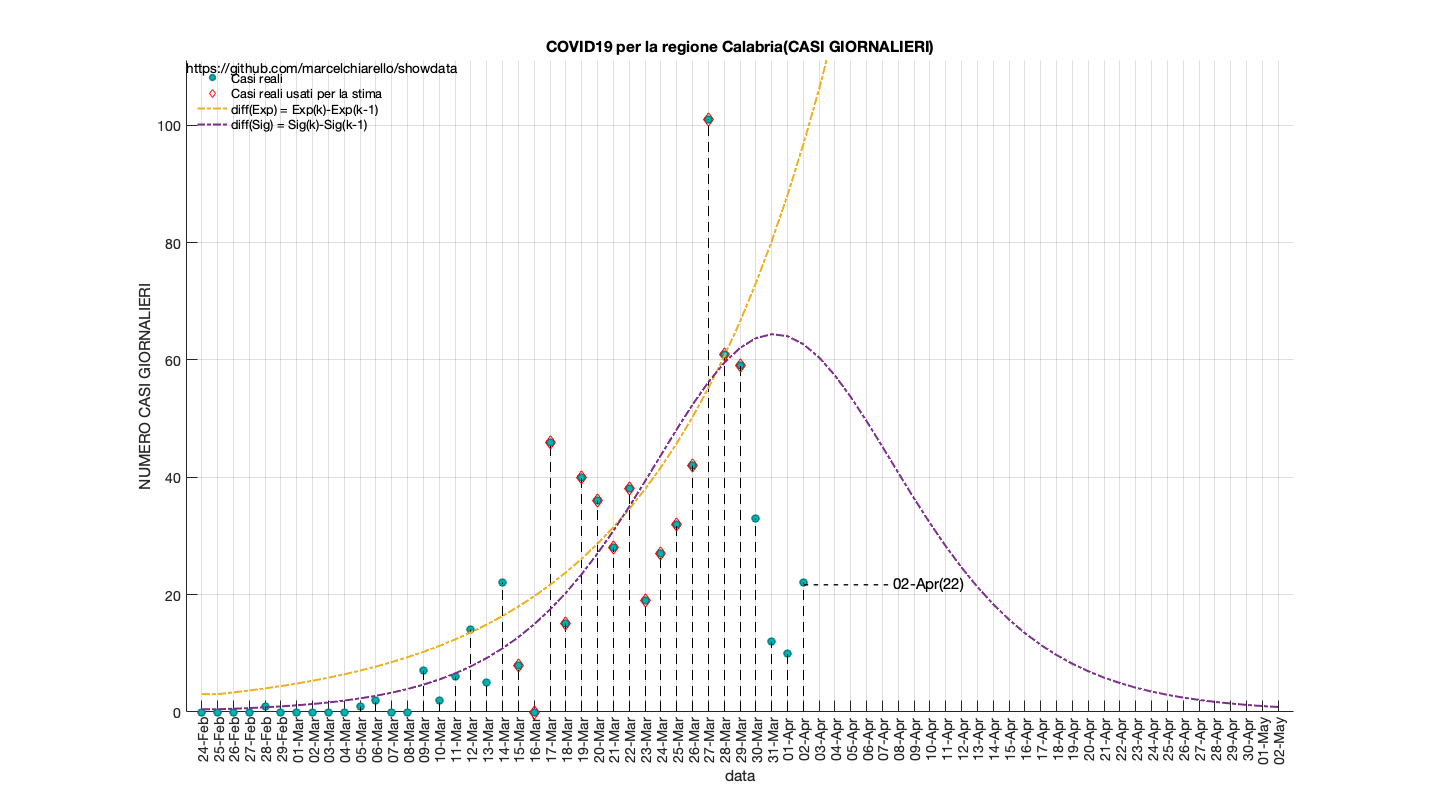 COVID19 per la regione Calabria(CASI GIORNALIERI)
https://github.com/marcelchiarello/showdata
Casi reali
Casi reali usati per la stima
diff(Exp) = Exp(k)-Exp(k-1)
diff(Sig) = Sig(k)-Sig(k-1)
NUMERO CASI GIORNALIERI
100
80
60
40
20
0
02-Apr(22)
24-Feb
25-Feb
26-Feb
27-Feb
28-Feb
29-Feb
01-Mar
02-Mar
03-Mar
04-Mar
05-Mar
06-Mar
07-Mar
08-Mar
09-Mar
10-Mar
11-Mar
12-Mar
13-Mar
14-Mar
15-Mar
16-Mar
17-Mar
18-Mar
19-Mar
20-Mar
21-Mar
22-Mar
23-Mar
24-Mar
25-Mar
26-Mar
27-Mar
28-Mar
29-Mar
30-Mar
31-Mar
01-Apr
02-Apr
03-Apr
04-Apr
05-Apr
06-Apr
07-Apr
08-Apr
09-Apr
10-Apr
11-Apr
12-Apr
13-Apr
14-Apr
15-Apr
16-Apr
17-Apr
18-Apr
19-Apr
20-Apr
21-Apr
22-Apr
23-Apr
24-Apr
25-Apr
26-Apr
27-Apr
28-Apr
29-Apr
30-Apr
01-May
02-May
data